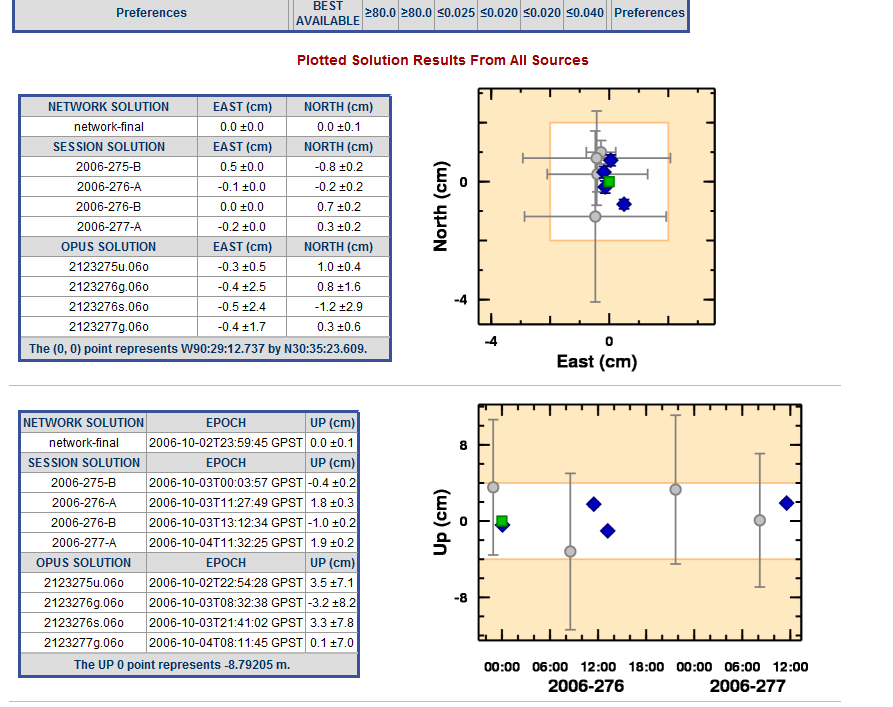 Preferences BEST AVAILABLE ≥80.0 ≥80.0 ≤0.025 ≤0.020 ≤0.020 ≤0.040 Preferences
Plotted Solution Results From All Sources
NETWORK SOLUTION EAST (cm) NORTH (cm)
network-final 0.0 ±0.0 0.0 ±0.1
SESSION SOLUTION EAST (cm) NORTH (cm)
2006-275-B 0.5 ±0.0 -0.8 ±0.2
2006-276-A -0.1 ±0.0 -0.2 ±0.2
2006-276-B 0.0 ±0.0 0.7 ±0.2
2006-277-A -0.2 ±0.0 0.3 ±0.2
OPUS SOLUTION EAST (cm) NORTH (cm)
2123275u.06o -0.3 ±0.5 1.0 ±0.4
2123276g.06o -0.4 ±2.5 0.8 ±1.6
2123276s.06o -0.5 ±2.4 -1.2 ±2.9
2123277g.06o -0.4 ±1.7 0.3 ±0.6
The (0, 0) point represents W90:29:12.737 by N30:35:23.609.
North (cm)
0
-4
-4 0
East (cm)
NETWORK SOLUTION EPOCH UP (cm)
network-final 2006-10-02T23:59:45 GPST 0.0 ±0.1
SESSION SOLUTION EPOCH UP (cm)
2006-275-B 2006-10-03T00:03:57 GPST -0.4 ±0.2
2006-276-A 2006-10-03T11:27:49 GPST 1.8 ±0.3
2006-276-B 2006-10-03T13:12:34 GPST -1.0 ±0.2
2006-277-A 2006-10-04T11:32:25 GPST 1.9 ±0.2
OPUS SOLUTION EPOCH UP (cm)
2123275u.06o 2006-10-02T22:54:28 GPST 3.5 ±7.1
2123276g.06o 2006-10-03T08:32:38 GPST -3.2 ±8.2
2123276s.06o 2006-10-03T21:41:02 GPST 3.3 ±7.8
2123277g.06o 2006-10-04T08:11:45 GPST 0.1 ±7.0
The UP 0 point represents -8.79205 m.
Up (cm)
8
0
-8
00:00 06:00 12:00 18:00 00:00 06:00 12:00
2006-276 2006-277